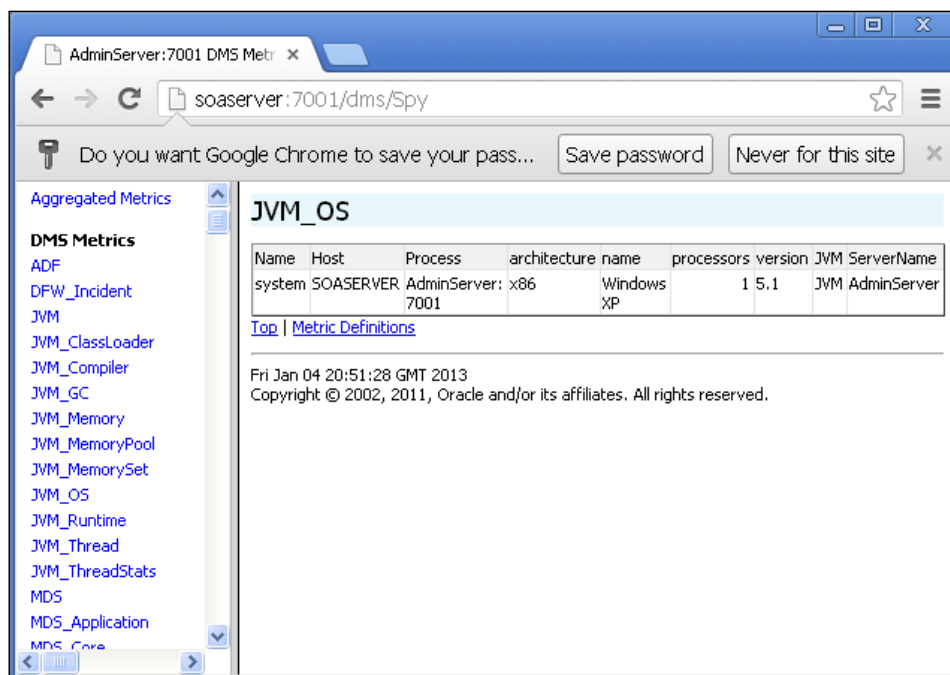 AdminServer:7001 DMS Metr
soaserver:7001/dms/Spy
Do you want Google Chrome to save your pass... Save password Never for this site
Aggregated Metrics
DMS Metrics
ADF
DFW_Incident
JVM
JVM_ClassLoader
JVM_Compiler
JVM_GC
JVM_Memory
JVM_MemoryPool
JVM_MemorySet
JVM_OS
JVM_Runtime
JVM_Thread
JVM_ThreadStats
MDS
MDS_Application
MDS_Core
JVM_OS
Name Host Process architecture name processors version JVM ServerName
system SOASERVER AdminServer: x86 Windows 1 5.1 JVM AdminServer
7001 XP
Top | Metric Definitions
Fri Jan 04 20:51:28 GMT 2013
Copyright © 2002, 2011, Oracle and/or its affiliates. All rights reserved.